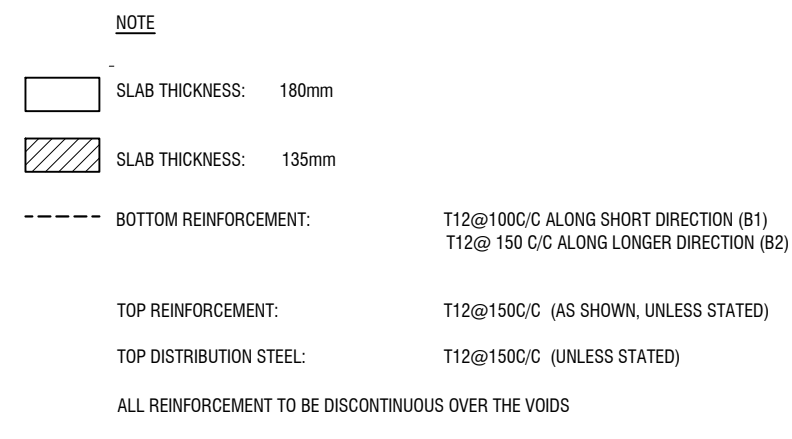 NOTE
SLAB THICKNESS: 180mm
SLAB THICKNESS: 135mm
BOTTOM REINFORCEMENT: T12@100C/C ALONG SHORT DIRECTION (B1)
T12@ 150 C/C ALONG LONGER DIRECTION (B2)
TOP REINFORCEMENT: T12@150C/C (AS SHOWN, UNLESS STATED)
TOP DISTRIBUTION STEEL: T12@150C/C (UNLESS STATED)
ALL REINFORCEMENT TO BE DISCONTINUOUS OVER THE VOIDS